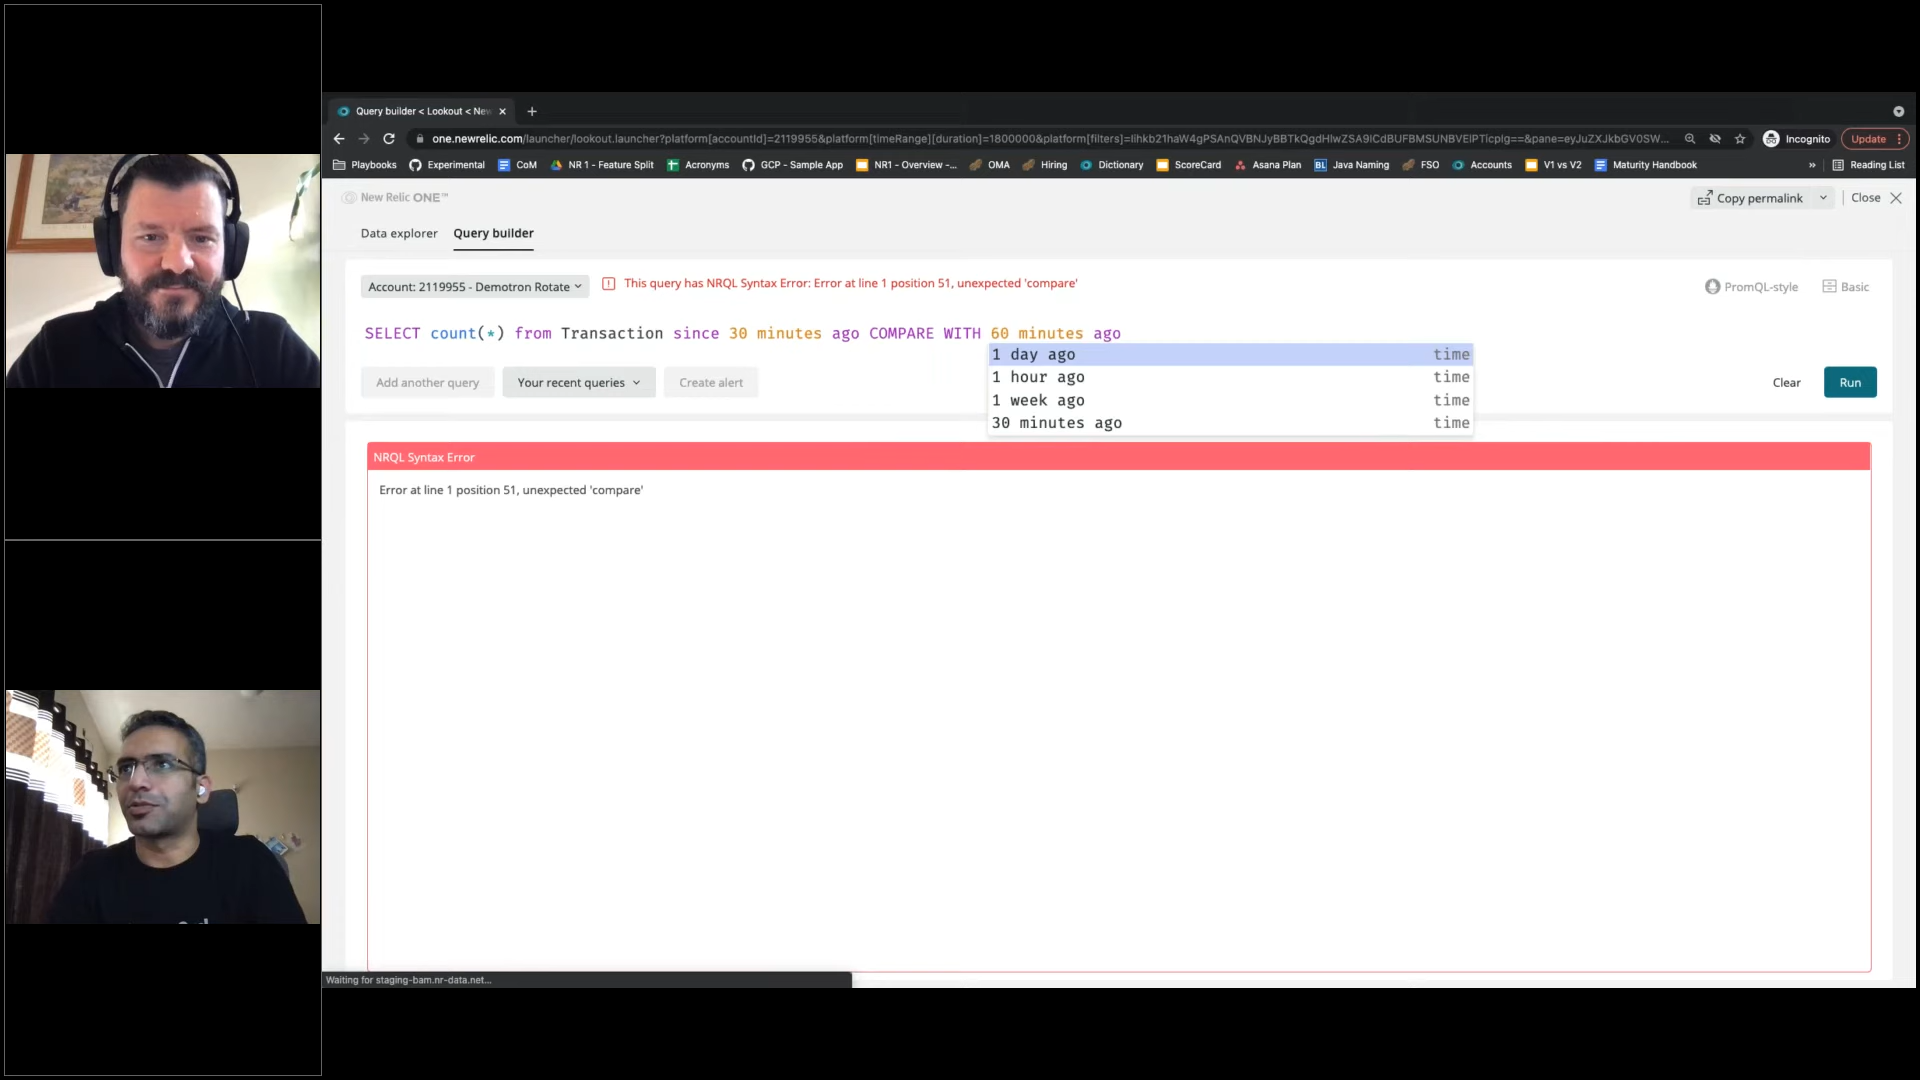 Query builder < Lookout < New
one.newrelic.com/launcher/lookout.launcher?platform[accountId]=2119955&platform[timeRange][duration]=1800000&platform[filters]=
Incognito
Update
Playbooks
Experimental
CoM
NR 1 - Feature Split
Acronyms
GCP - Sample App
NR1 - Overview -...
OMA
Hiring
Dictionary
ScoreCard
Asana Plan
BL Java Naming
FSO
Accounts
V1 vs V2
Maturity Handbook
»
Reading List
New Relic ONE™
Copy permalink
Close
Data explorer
Query builder
Account: 2119955 - Demotron Rotate
This query has NRQL Syntax Error: Error at line 1 position 51, unexpected 'compare'
PromQL-style
Basic
SELECT count(*) from Transaction since 30 minutes ago COMPARE WITH 60 minutes ago
1 day ago time
1 hour ago time
1 week ago time
30 minutes ago time
Add another query
Your recent queries
Create alert
Clear
Run
NRQL Syntax Error
Error at line 1 position 51, unexpected 'compare'
Waiting for staging-bam.nr-data.net...